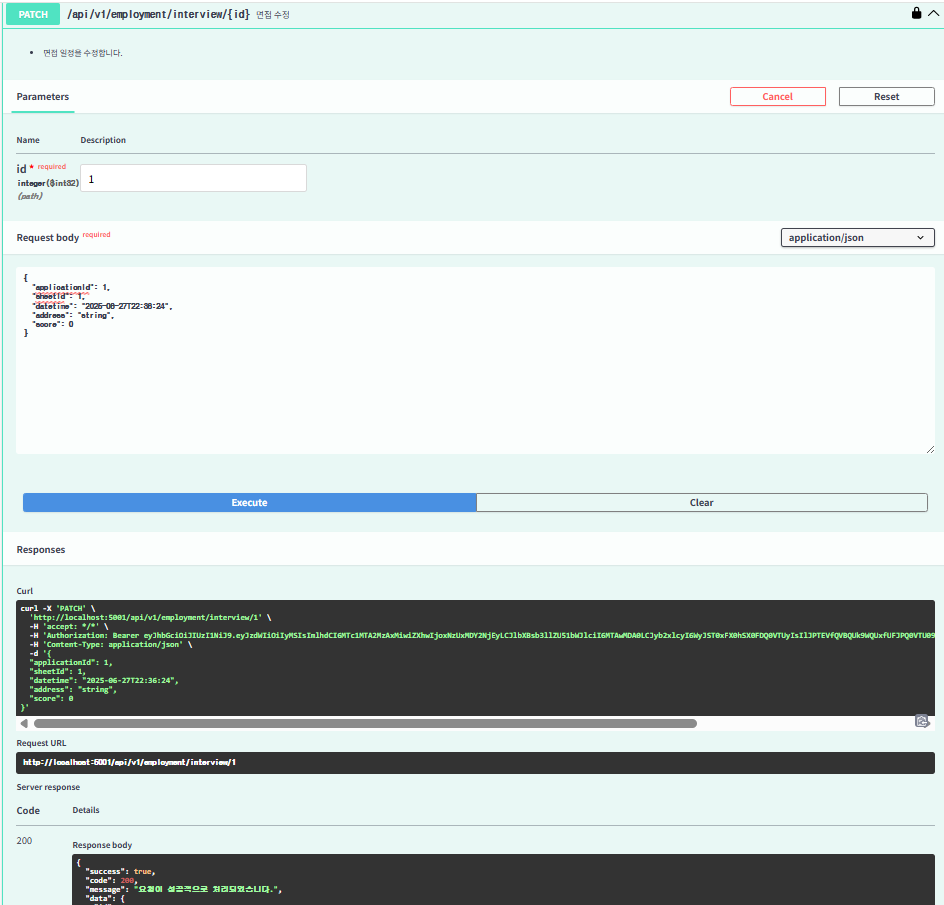 PATCH /api/v1/employment/interview/{id} 면접 수정
• 면접 일정을 수정합니다.
Parameters
Cancel
Reset
Name Description
id * required
integer($int32)
(path)
1
Request body required
application/json
{
"applicationId": 1,
"sheetId": 1,
"datetime": "2025-06-27T22:36:24",
"address": "string",
"score": 0
}
Execute
Clear
Responses
Curl
curl -X 'PATCH' \
'http://localhost:5001/api/v1/employment/interview/1' \
-H 'accept: */*' \
-H 'Authorization: Bearer
-H 'Content-Type: application/json' \
-d '{
"applicationId": 1,
"sheetId": 1,
"datetime": "2025-06-27T22:36:24",
"address": "string",
"score": 0
}'
Request URL
http://localhost:5001/api/v1/employment/interview/1
Server response
Code Details
200
Response body
{
"success": true,
"code": 200,
"message": "요청이 성공적으로 처리되었습니다.",
"data": {